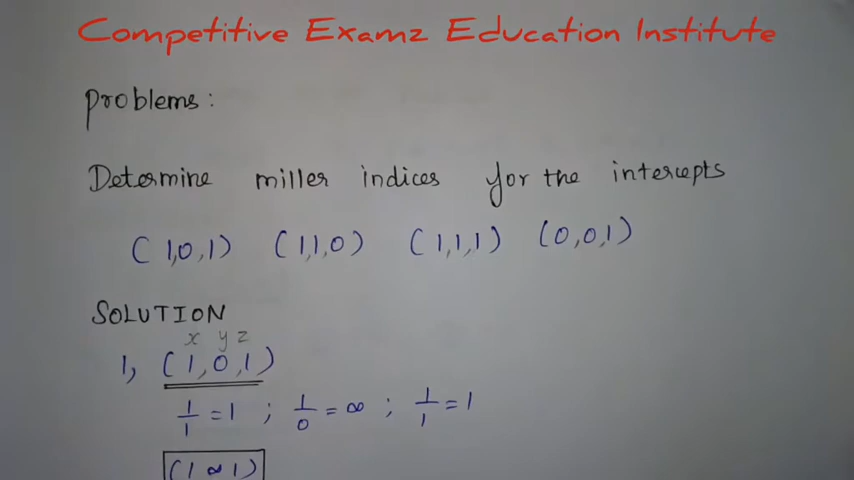 Competitive Examz Education Institute
Problems:
Determine miller indices for the intercepts
(1,0,1) (1,1,0) (1,1,1) (0,0,1)
SOLUTION
x y z
1, (1,0,1)
1/1 = 1 ; 1/0 = ∞ ; 1/1 = 1
(1 ∞ 1)